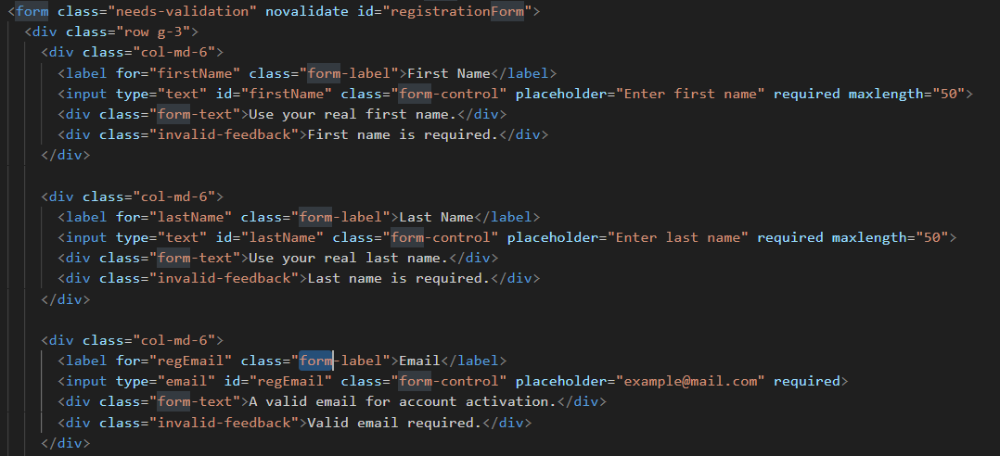 <form class="needs-validation" novalidate id="registrationForm">
<div class="row g-3">
<div class="col-md-6">
<label for="firstName" class="form-label">First Name</label>
<input type="text" id="firstName" class="form-control" placeholder="Enter first name" required maxlength="50">
<div class="form-text">Use your real first name.</div>
<div class="invalid-feedback">First name is required.</div>
</div>
<div class="col-md-6">
<label for="lastName" class="form-label">Last Name</label>
<input type="text" id="lastName" class="form-control" placeholder="Enter last name" required maxlength="50">
<div class="form-text">Use your real last name.</div>
<div class="invalid-feedback">Last name is required.</div>
</div>
<div class="col-md-6">
<label for="regEmail" class="form-label">Email</label>
<input type="email" id="regEmail" class="form-control" placeholder="example@mail.com" required>
<div class="form-text">A valid email for account activation.</div>
<div class="invalid-feedback">Valid email required.</div>
</div>